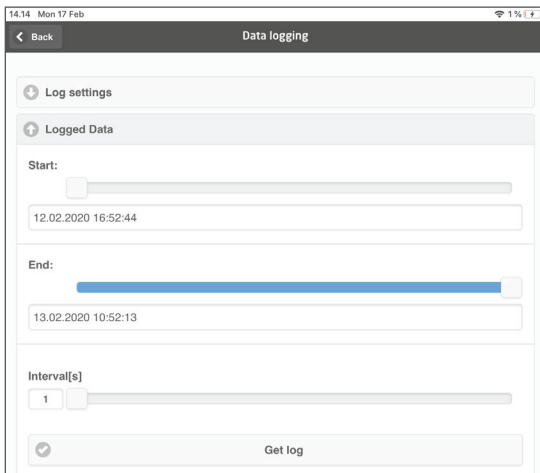 14.14 Mon 17 Feb 1%
Back Data logging
Log settings
Logged Data
Start:
12.02.2020 16:52:44
End:
13.02.2020 10:52:13
Interval[s]
1
Get log